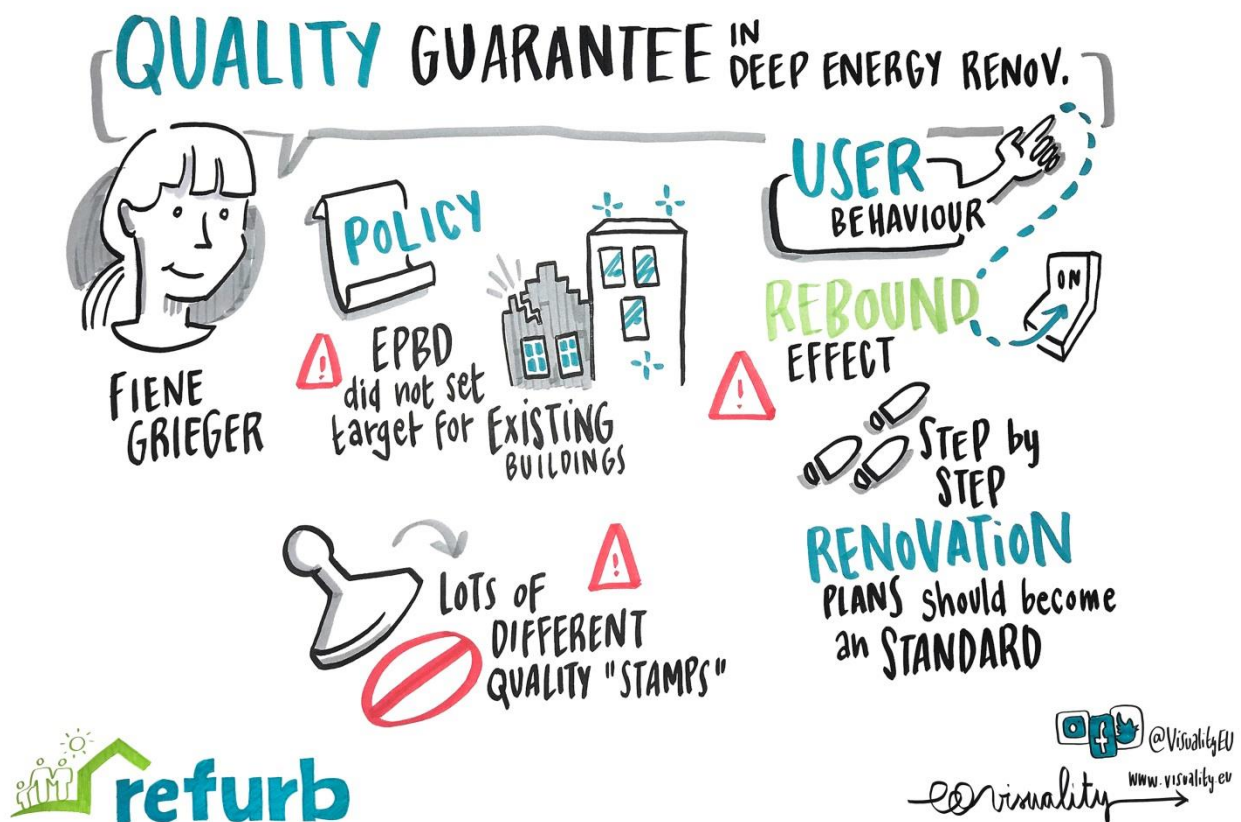 QUALITY GUARANTEE IN DEEP ENERGY RENOV.
FIENE
GRIEGER
POLICY
EPBD
did not set
target for EXISTING
BUILDINGS
LOTS OF
DIFFERENT
QUALITY "STAMPS"
USER
BEHAVIOUR
REBOUND
EFFECT
ON
STEP by
STEP
RENOVATION
PLANS should become
an STANDARD
refurb
@VisualityEU
www.visuality.eu
visuality